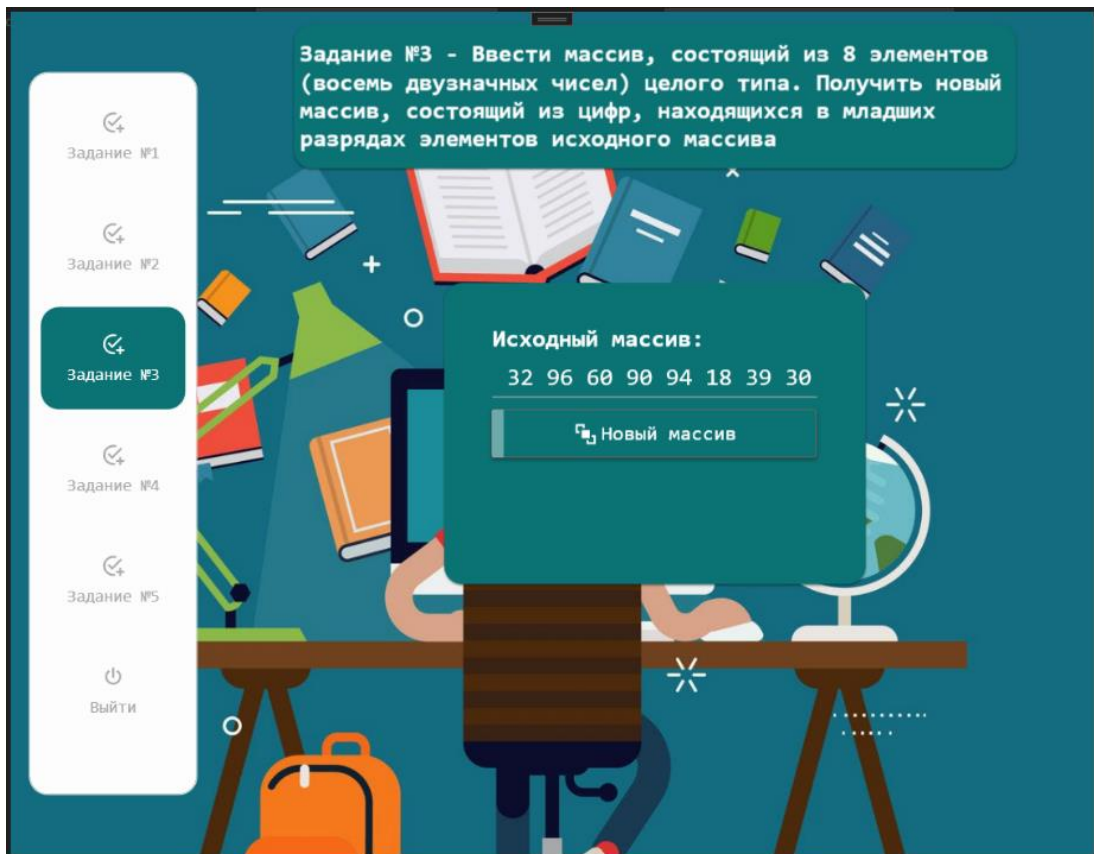 Задание №3 - Ввести массив, состоящий из 8 элементов
(восемь двузначных чисел) целого типа. Получить новый
массив, состоящий из цифр, находящихся в младших
разрядах элементов исходного массива
Задание №1
Задание №2
Задание №3
Задание №4
Задание №5
Выйти
Исходный массив:
32 96 60 90 94 18 39 30
Новый массив